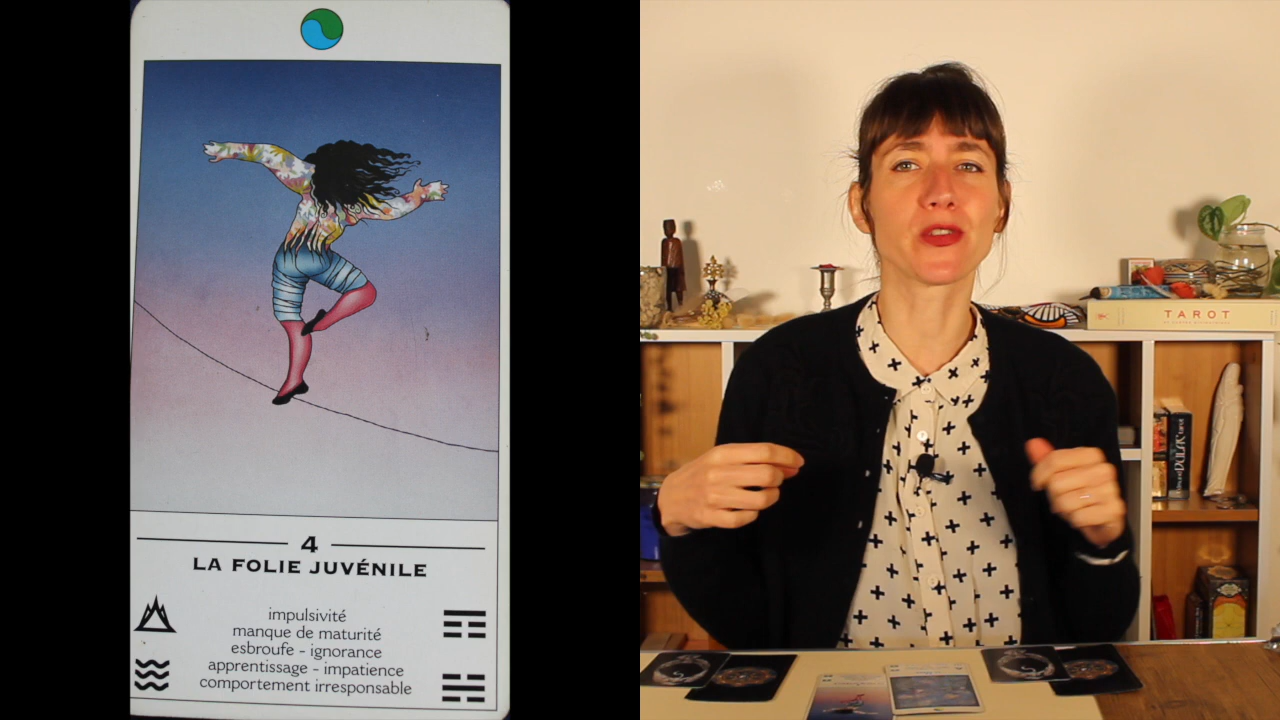 4
LA FOLIE JUVÉNILE
impulsivité
manque de maturité
esbroufe - ignorance
apprentissage - impatience
comportement irresponsable
TAROT